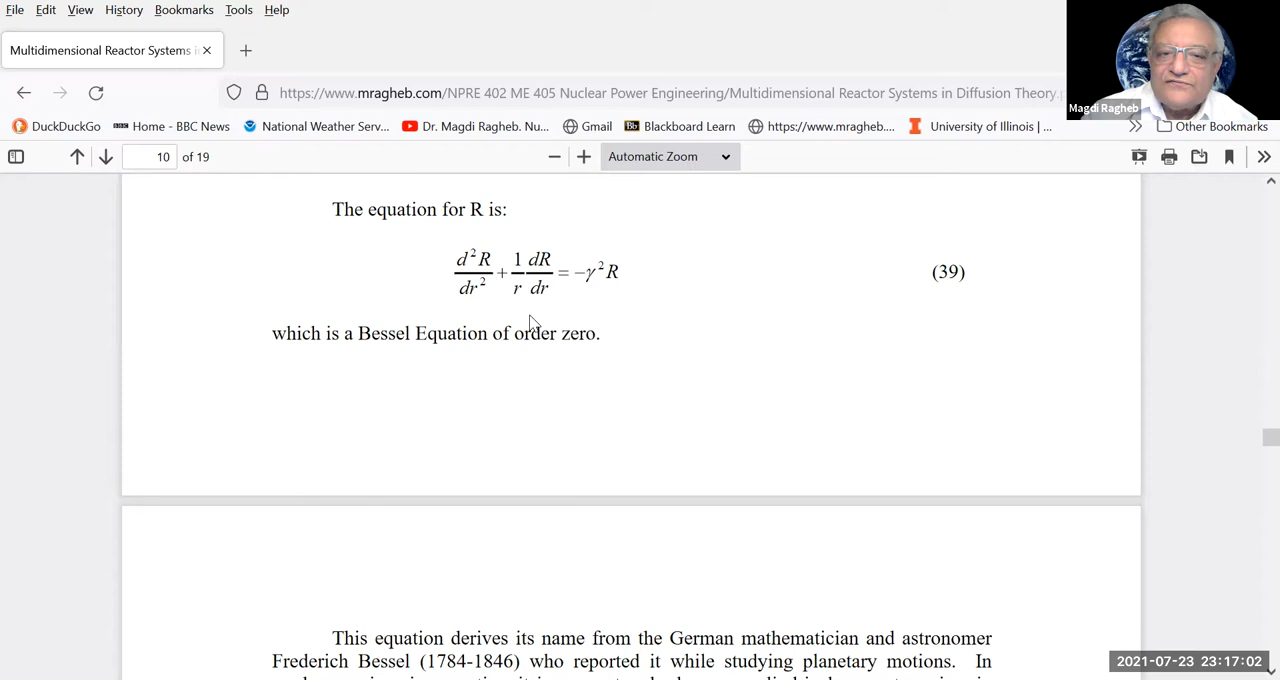 File Edit View History Bookmarks Tools Help
Multidimensional Reactor Systems i
https://www.mragheb.com/NPRE 402 ME 405 Nuclear Power Engineering/Multidimensional Reactor Systems in Diffusion Theory.p
Magdi Ragheb
DuckDuckGo BBC Home - BBC News National Weather Serv... Dr. Magdi Ragheb. Nu... Gmail Bb Blackboard Learn https://www.mragheb.... University of Illinois | ... Other Bookmarks
10 of 19 Automatic Zoom
The equation for R is:
d²R/dr² + 1/r dR/dr = −γ²R (39)
which is a Bessel Equation of order zero.
This equation derives its name from the German mathematician and astronomer
Frederich Bessel (1784-1846) who reported it while studying planetary motions. In
2021-07-23 23:17:02